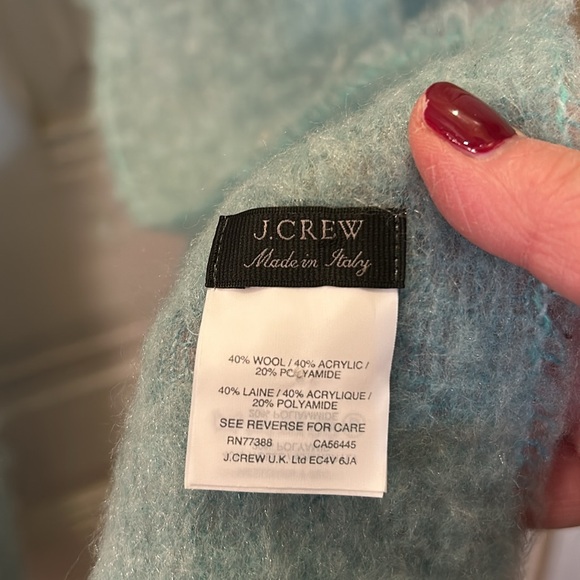 J.CREW
Made in Italy
40% WOOL / 40% ACRYLIC /
20% POLYAMIDE
40% LAINE / 40% ACRYLIQUE /
20% POLYAMIDE
SEE REVERSE FOR CARE
RN77388 CA56445
J.CREW U.K. Ltd EC4V 6JA